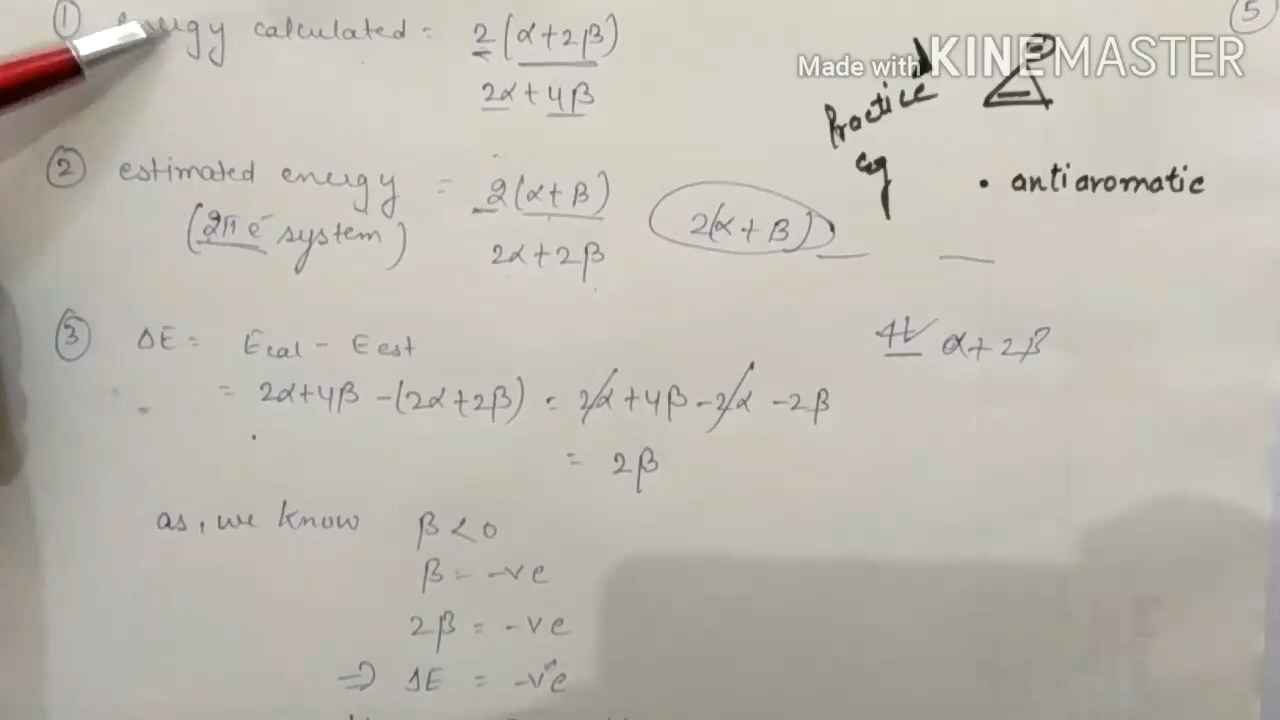 ① energy calculated = 2(α+2β)
2α+4β
② estimated energy = 2(α+β)
(2π e⁻ system)
2α+2β
2(α+β)
③ ΔE = Ecal - Eest
= 2α+4β -(2α+2β) = 2α+4β-2α-2β
= 2β
as, we know β<0
β = -ve
2β = -ve
⇒ ΔE = -ve
5
Made with KINEMASTER
Practice
• antiaromatic
α+2β